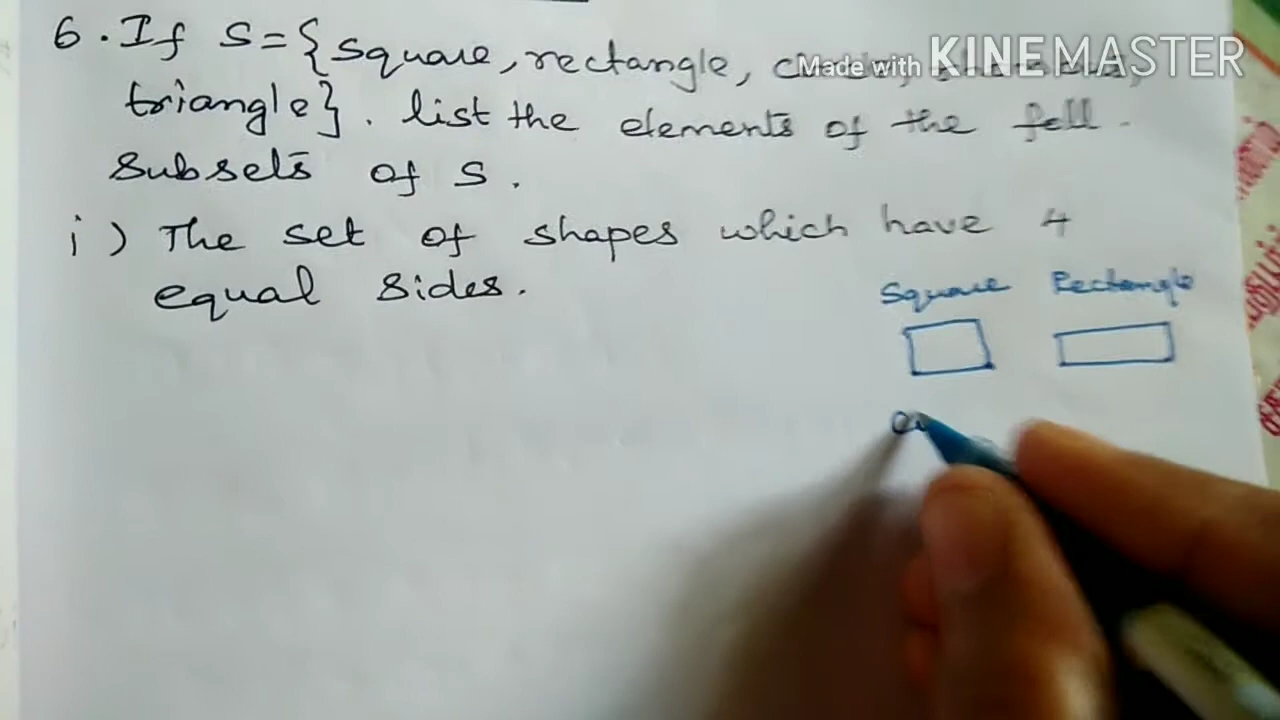 6. If S = {square, rectangle,
Made with KINEMASTER
triangle}. list the elements of the foll.
subsets of S.
i) The set of shapes which have 4
equal sides.
Square Rectangle